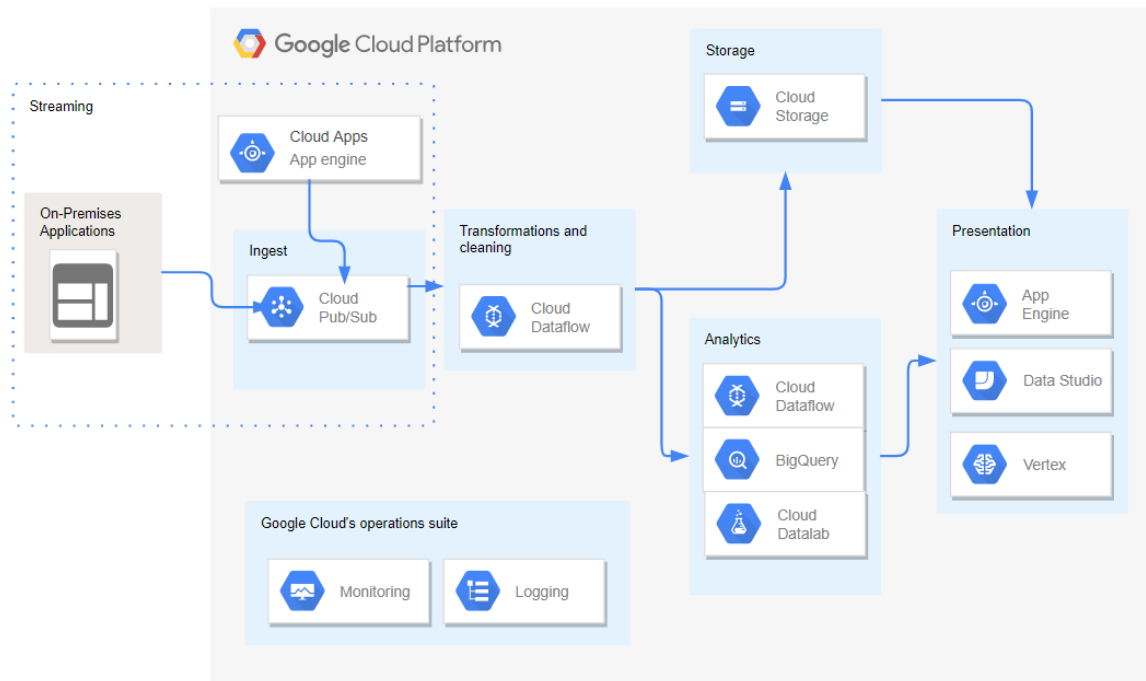 Google Cloud Platform
Streaming
Cloud Apps
App engine
On-Premises
Applications
Ingest
Cloud
Pub/Sub
Transformations and
cleaning
Cloud
Dataflow
Storage
Cloud
Storage
Analytics
Cloud
Dataflow
BigQuery
Cloud
Datalab
Presentation
App
Engine
Data Studio
Vertex
Google Cloud's operations suite
Monitoring
Logging